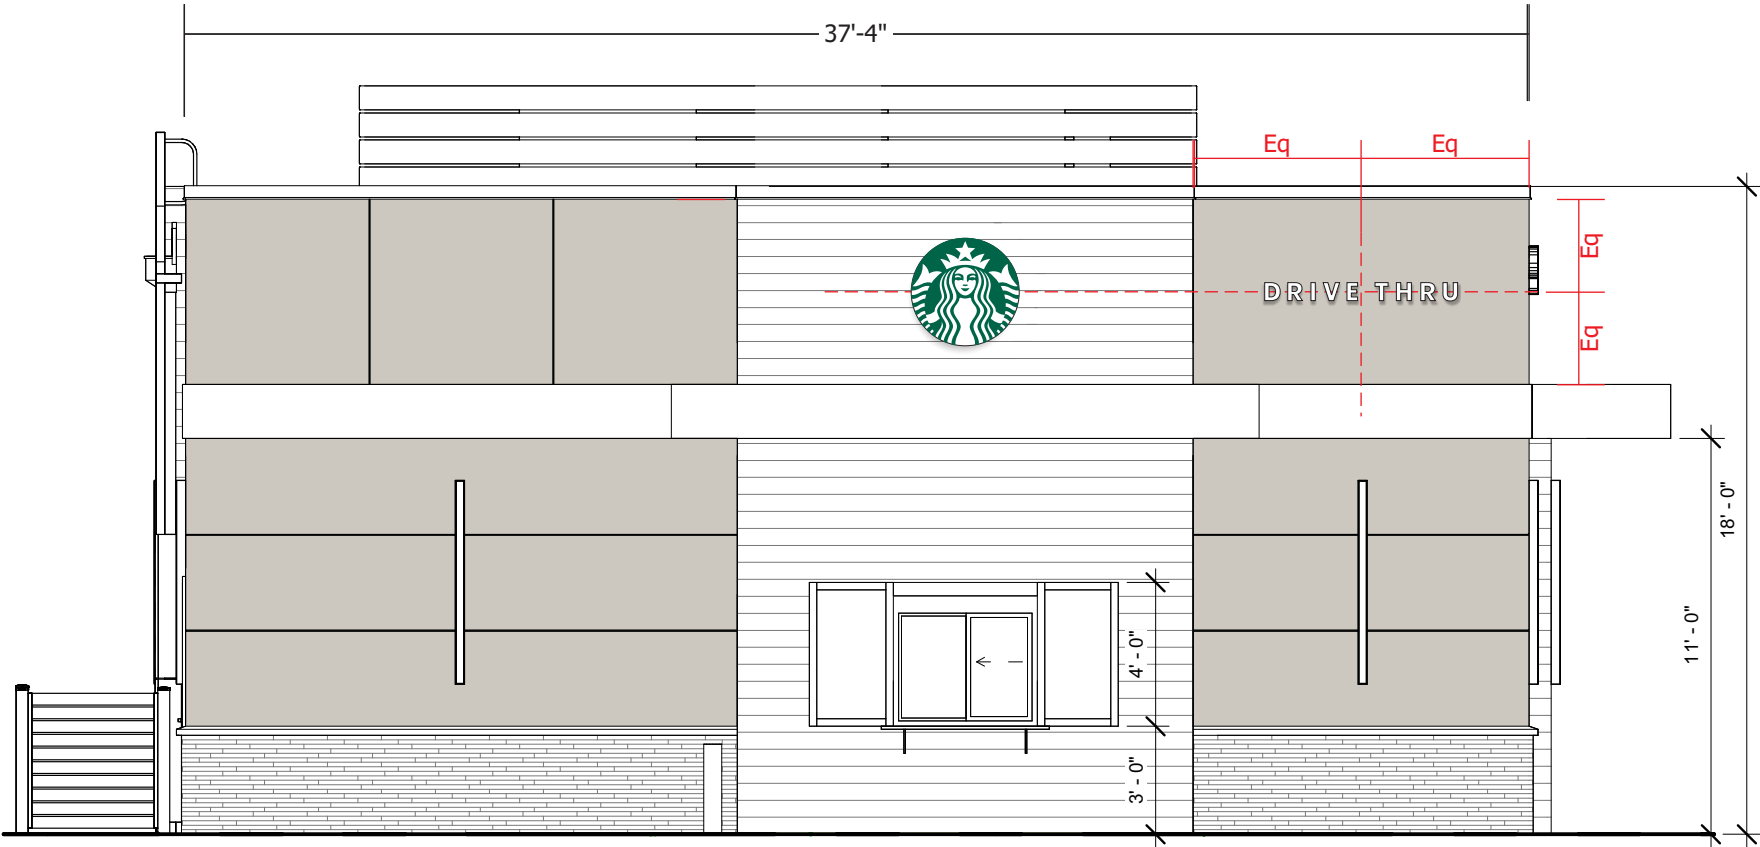 37'-4"
Eq Eq
Eq
DRIVE THRU
Eq
18' - 0"
11' - 0"
4' - 0"
3' - 0"